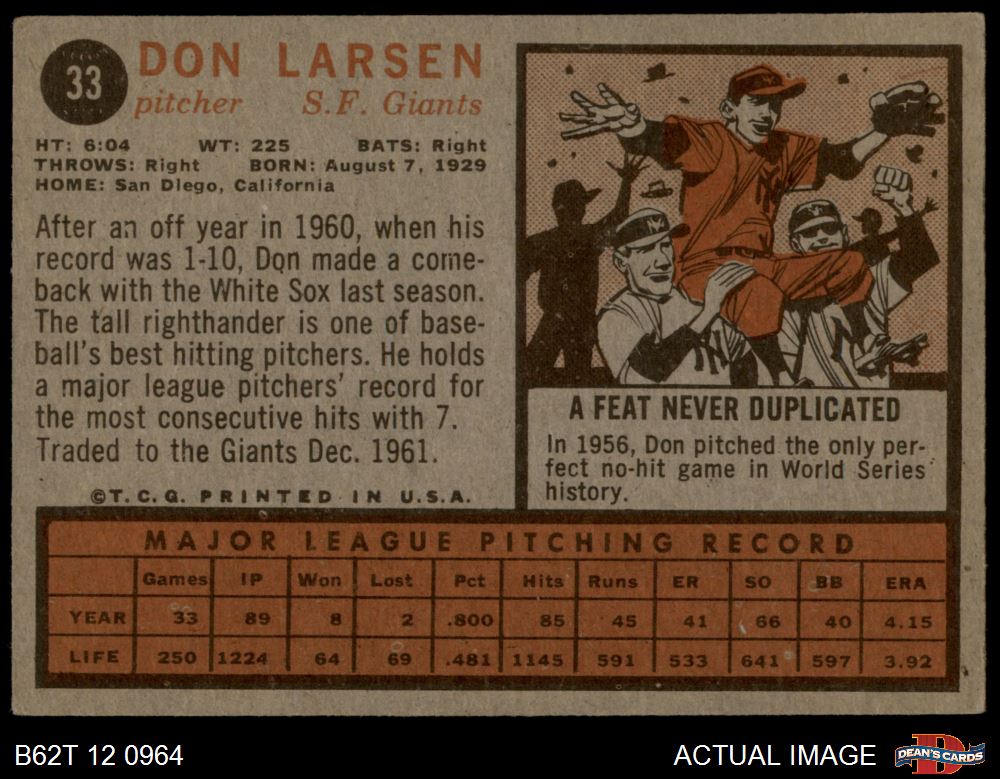 33
DON LARSEN
pitcher S.F. Giants
HT: 6:04 WT: 225 BATS: Right
THROWS: Right BORN: August 7, 1929
HOME: San Diego, California
After an off year in 1960, when his
record was 1-10, Don made a come-
back with the White Sox last season.
The tall righthander is one of base-
ball's best hitting pitchers. He holds
a major league pitchers' record for
the most consecutive hits with 7.
Traded to the Giants Dec. 1961.
©T.C.G. PRINTED IN U.S.A.
A FEAT NEVER DUPLICATED
In 1956, Don pitched the only per-
fect no-hit game in World Series
history.
MAJOR LEAGUE PITCHING RECORD
Games IP Won Lost Pct Hits Runs ER SO BB ERA
YEAR 33 89 8 2 .800 85 45 41 66 40 4.15
LIFE 250 1224 64 69 .481 1145 591 533 641 597 3.92
B62T 12 0964 ACTUAL IMAGE DEAN'S CARDS